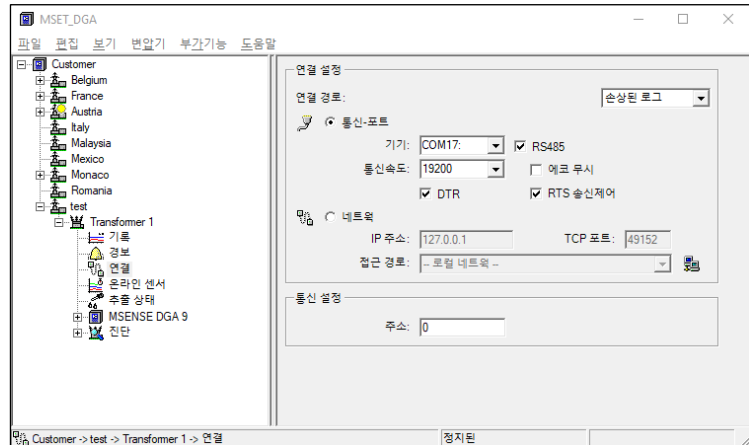 MSET_DGA
파일 편집 보기 변압기 부가기능 도움말
Customer
Belgium
France
Austria
Italy
Malaysia
Mexico
Monaco
Romania
test
Transformer 1
기록
경보
연결
온라인 센서
추출 상태
MSENSE DGA 9
진단
연결 설정
연결 경로: 손상된 로그
통신-포트
기기: COM17: RS485
통신속도: 19200 에코 무시
DTR RTS 송신제어
네트웍
IP 주소: 127.0.0.1 TCP 포트: 49152
접근 경로: -- 로컬 네트웍 --
통신 설정
주소: 0
Customer -> test -> Transformer 1 -> 연결 정지된